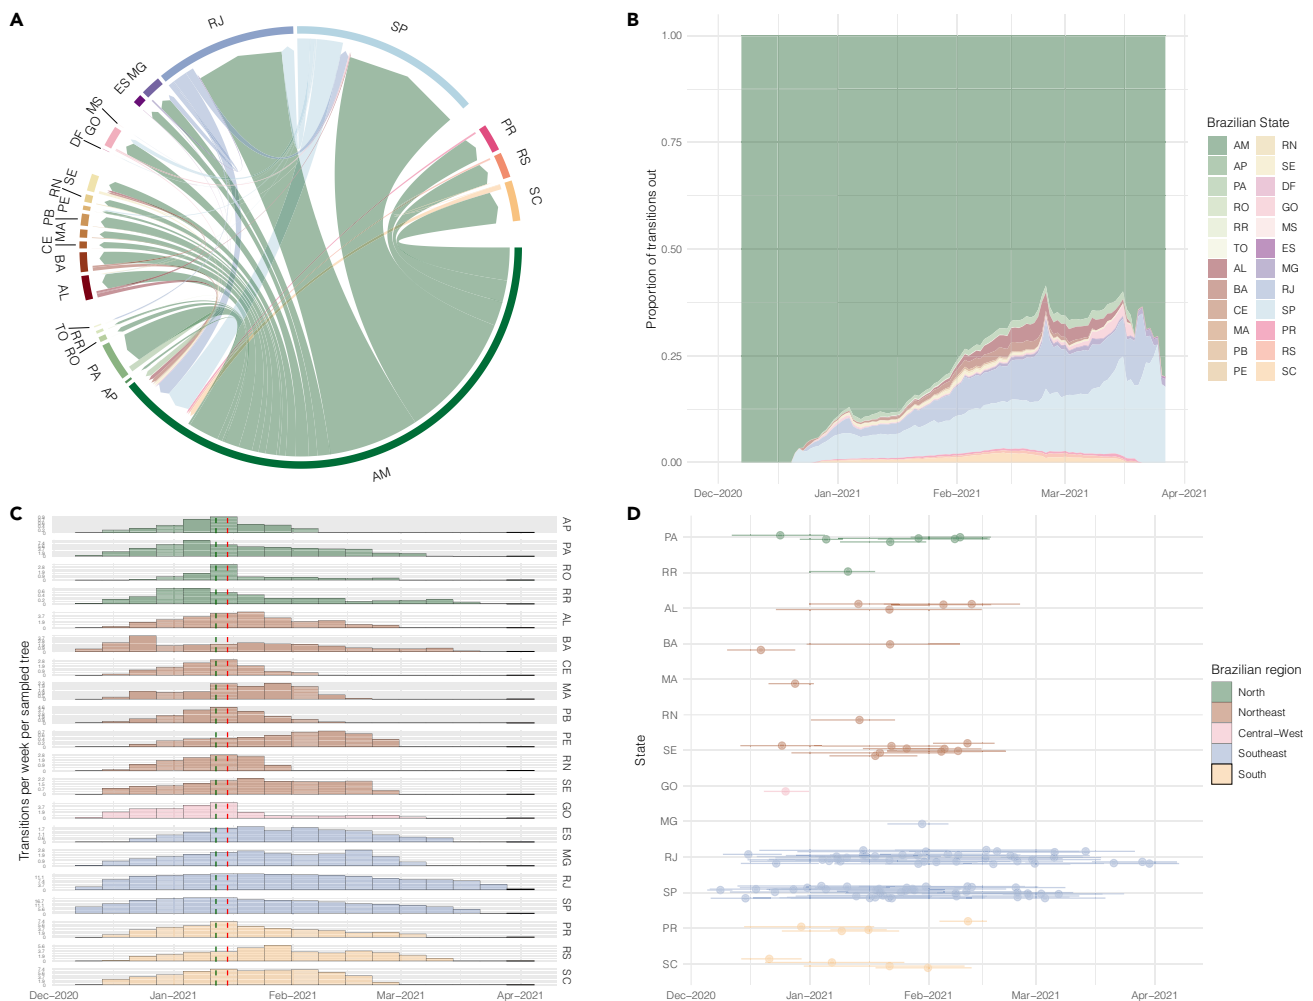 A
RJ
SP
ES
MG
MS
GO
DF
SE
RN
PE
PB
MA
CE
BA
AL
TO
RR
RO
PA
AP
AM
PR
RS
SC
B
Proportion of transitions out
1.00
0.75
0.50
0.25
0.00
Dec–2020
Jan–2021
Feb–2021
Mar–2021
Apr–2021
Brazilian State
AM
AP
PA
RO
RR
TO
AL
BA
CE
MA
PB
PE
RN
SE
DF
GO
MS
ES
MG
RJ
SP
PR
RS
SC
C
Transitions per week per sampled tree
AP
PA
RO
RR
AL
BA
CE
MA
PB
PE
RN
SE
GO
ES
MG
RJ
SP
PR
RS
SC
Dec–2020
Jan–2021
Feb–2021
Mar–2021
Apr–2021
D
State
PA
RR
AL
BA
MA
RN
SE
GO
MG
RJ
SP
PR
SC
Dec–2020
Jan–2021
Feb–2021
Mar–2021
Apr–2021
Brazilian region
North
Northeast
Central–West
Southeast
South